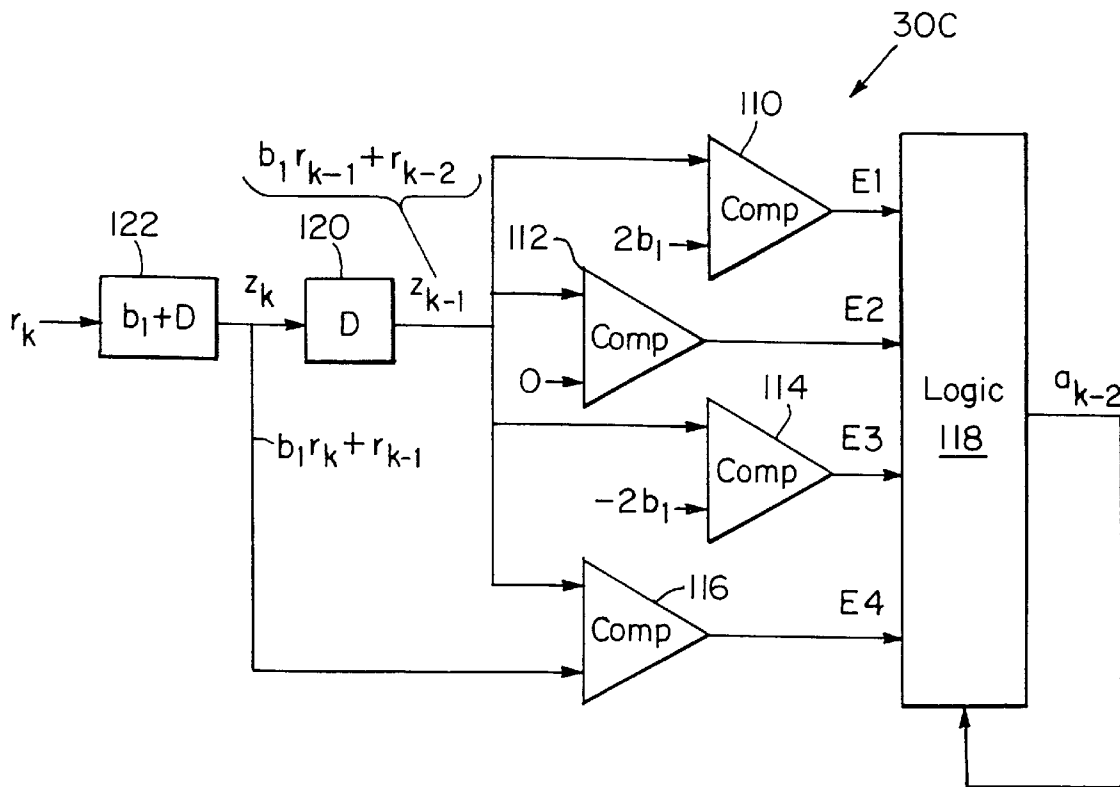 30C
110
b₁rₖ₋₁+rₖ₋₂
Comp
E1
122
120
112
2b₁
zₖ
zₖ₋₁
rₖ
b₁+D
D
Comp
E2
0
114
Logic
118
aₖ₋₂
b₁rₖ+rₖ₋₁
Comp
E3
-2b₁
116
Comp
E4